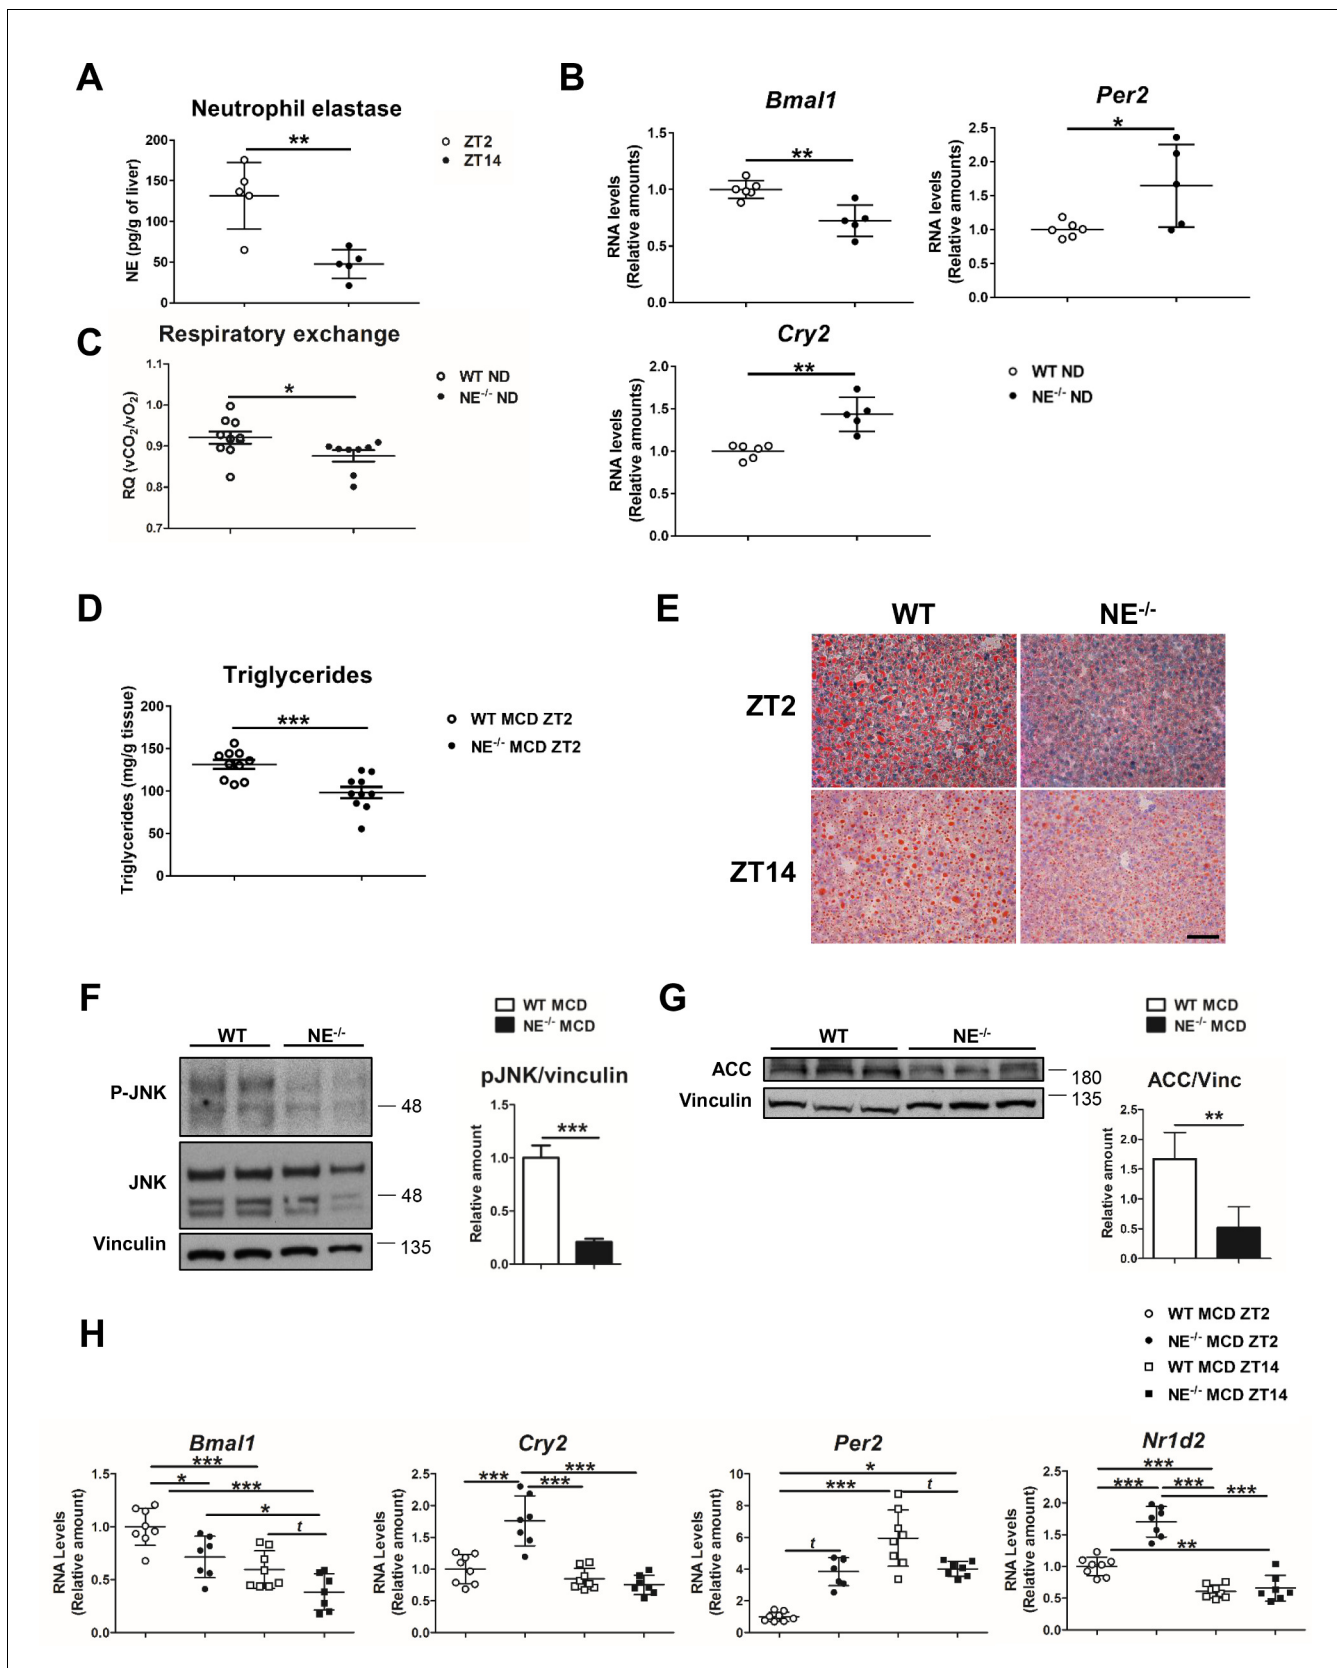 A
Neutrophil elastase
NE (pg/g of liver)
200
150
100
50
0
**
ZT2
ZT14
B
Bmal1
RNA levels
(Relative amounts)
1.5
1.0
0.5
0.0
**
Per2
RNA levels
(Relative amounts)
2.5
2.0
1.5
1.0
0.5
0.0
*
C
Respiratory exchange
RQ (vCO₂/vO₂)
1.1
1.0
0.9
0.8
0.7
*
WT ND
NE⁻/⁻ ND
Cry2
RNA levels
(Relative amounts)
2.0
1.5
1.0
0.5
0.0
**
WT ND
NE⁻/⁻ ND
D
Triglycerides
Triglycerides (mg/g tissue)
200
150
100
50
0
***
WT MCD ZT2
NE⁻/⁻ MCD ZT2
E
WT NE⁻/⁻
ZT2
ZT14
F
WT NE⁻/⁻
P-JNK
48
JNK
48
Vinculin
135
WT MCD
NE⁻/⁻ MCD
pJNK/vinculin
Relative amount
1.5
1.0
0.5
0.0
***
G
WT NE⁻/⁻
ACC
180
Vinculin
135
WT MCD
NE⁻/⁻ MCD
ACC/Vinc
Relative amount
2.5
2.0
1.5
1.0
0.5
0.0
**
H
WT MCD ZT2
NE⁻/⁻ MCD ZT2
WT MCD ZT14
NE⁻/⁻ MCD ZT14
Bmal1
RNA Levels
(Relative amount)
1.5
1.0
0.5
0.0
***
*
***
*
t
Cry2
RNA Levels
(Relative amount)
2.5
2.0
1.5
1.0
0.5
0.0
***
***
***
Per2
RNA Levels
(Relative amount)
10
8
6
4
2
0
*
***
t
t
Nr1d2
RNA Levels
(Relative amount)
2.5
2.0
1.5
1.0
0.5
0.0
***
***
***
***
**